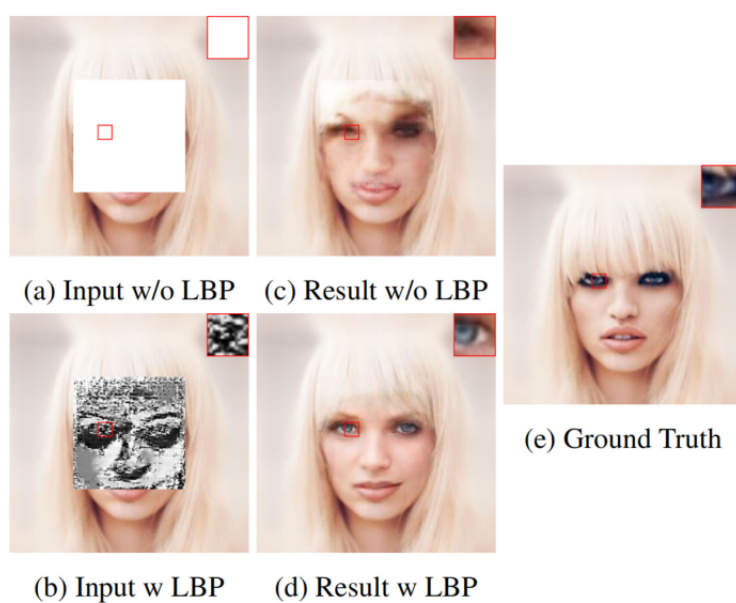 (a) Input w/o LBP
(c) Result w/o LBP
(b) Input w LBP
(d) Result w LBP
(e) Ground Truth